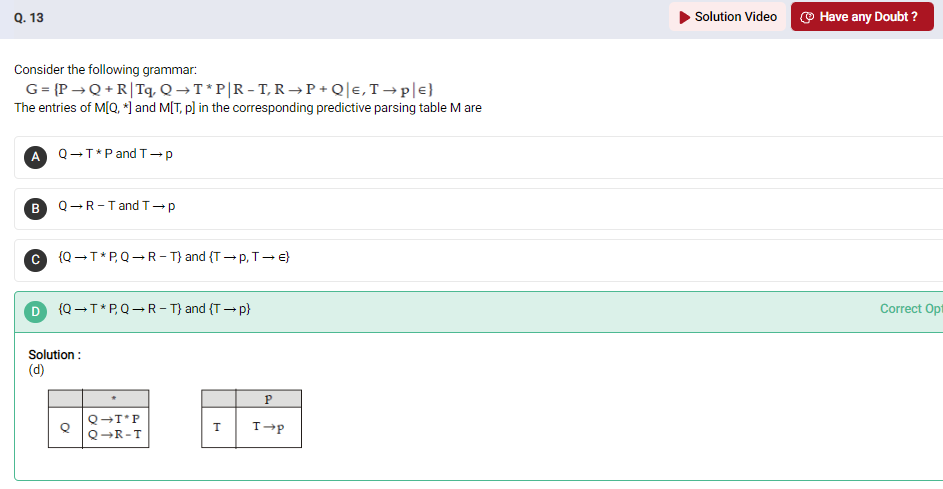 Q. 13
Solution Video
Have any Doubt ?
Consider the following grammar:
G = {P → Q + R | Tq, Q → T * P | R – T, R → P + Q | ∈, T → p | ∈}
The entries of M[Q, *] and M[T, p] in the corresponding predictive parsing table M are
A
Q → T * P and T → p
B
Q → R – T and T → p
C
{Q → T * P, Q → R – T} and {T → p, T → ∈}
D
{Q → T * P, Q → R – T} and {T → p}
Correct Opt
Solution :
(d)
*
Q
Q → T * P
Q → R – T
p
T
T → p